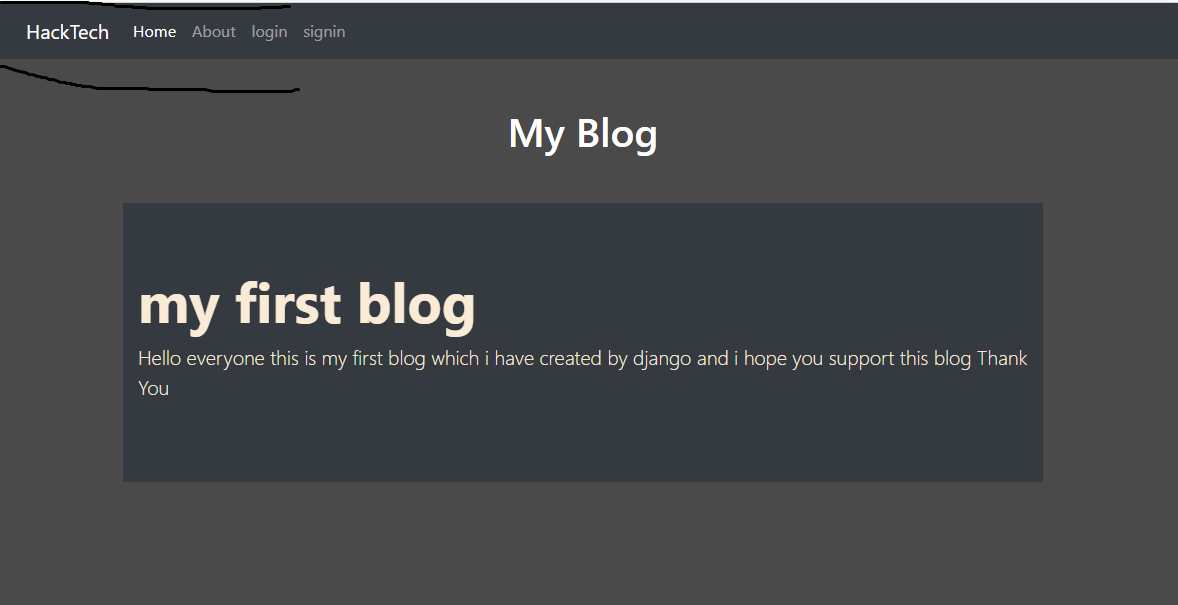 HackTech Home About login signin
My Blog
my first blog
Hello everyone this is my first blog which i have created by django and i hope you support this blog Thank
You